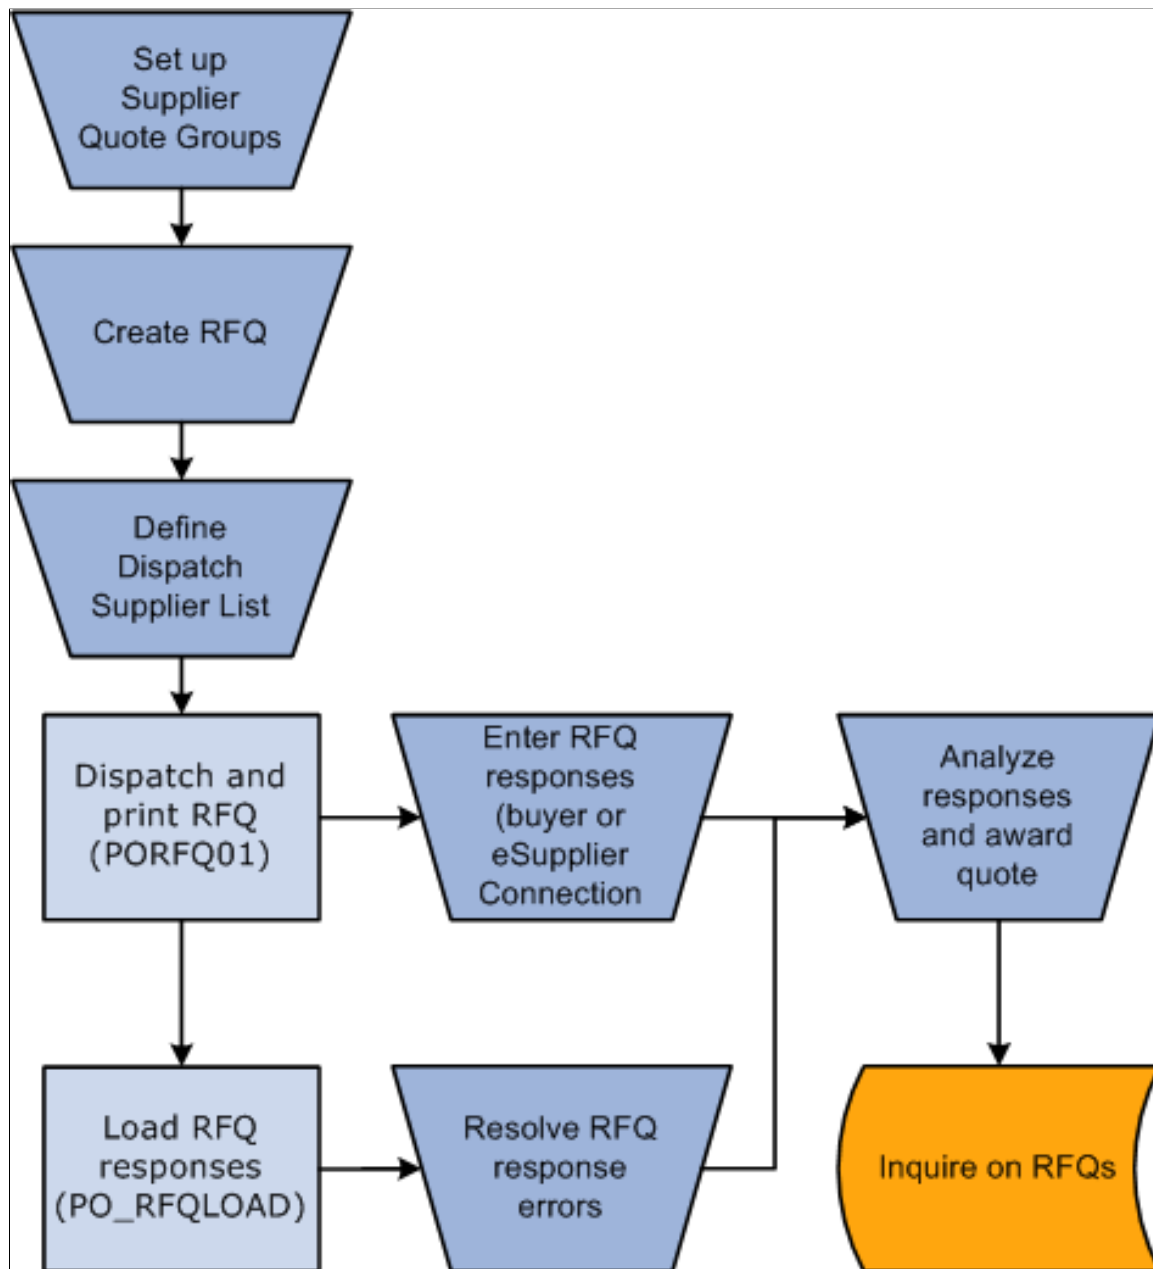 Set up
Supplier
Quote Groups
Create RFQ
Define
Dispatch
Supplier List
Dispatch and
print RFQ
(PORFQ01)
Enter RFQ
responses
(buyer or
eSupplier
Connection
Analyze
responses
and award
quote
Load RFQ
responses
(PO_RFQLOAD)
Resolve RFQ
response
errors
Inquire on RFQs